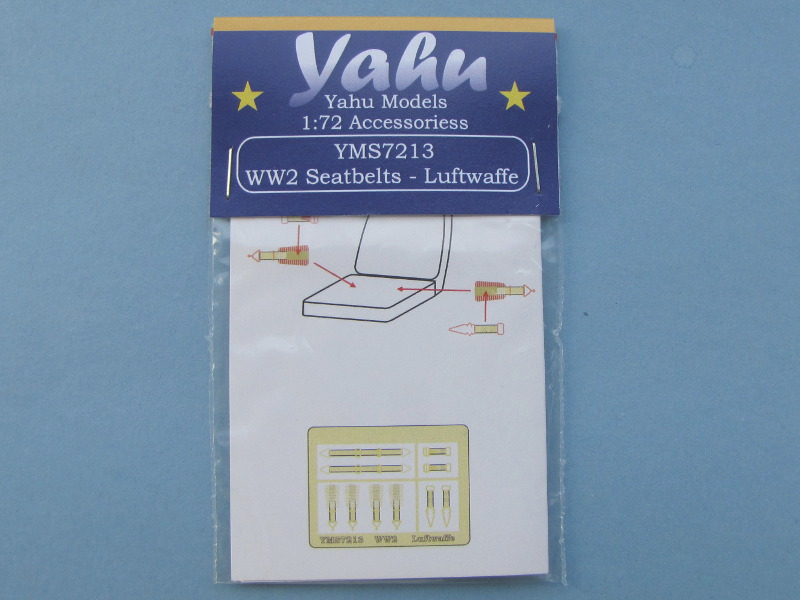 Yahu
Yahu Models
1:72 Accessoriess
YMS7213
WW2 Seatbelts - Luftwaffe
YMS7213 WW2 Luftwaffe